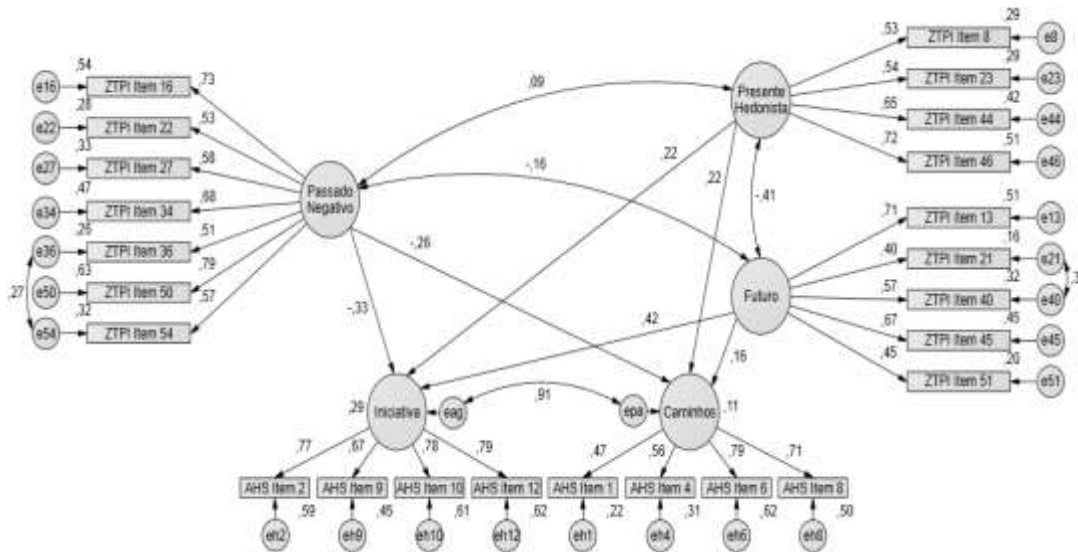 ,54
e16
ZTPI Item 16
,73
,28
e22
ZTPI Item 22
,53
,33
e27
ZTPI Item 27
,58
,47
e34
ZTPI Item 34
,68
,26
e36
ZTPI Item 36
,51
,63
e50
ZTPI Item 50
,79
,27
,32
e54
ZTPI Item 54
,57
Passado
Negativo
,09
-,16
-,26
-,33
Presente
Hedonista
,22
,22
-,41
,53
ZTPI Item 8
,29
e8
,54
ZTPI Item 23
,29
e23
,65
ZTPI Item 44
,42
e44
,72
ZTPI Item 46
,51
e46
Futuro
,42
,16
,71
ZTPI Item 13
,51
e13
,40
ZTPI Item 21
,16
e21
,57
ZTPI Item 40
,32
e40
,67
ZTPI Item 45
,45
e45
,45
ZTPI Item 51
,20
e51
Iniciativa
,29
eag
,91
epa
Caminhos
,11
,77
,67
,78
,79
,47
,56
,79
,71
AHS Item 2
AHS Item 9
AHS Item 10
AHS Item 12
AHS Item 1
AHS Item 4
AHS Item 6
AHS Item 8
,59
,45
,61
,62
,22
,31
,62
,50
eh2
eh9
eh10
eh12
eh1
eh4
eh6
eh8